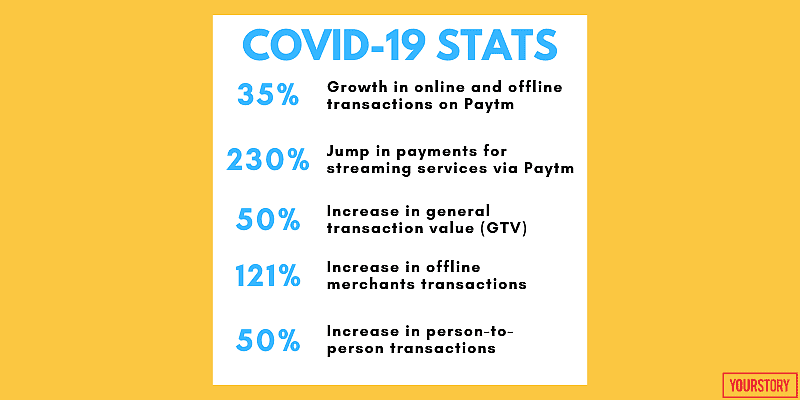 COVID-19 STATS
35%
Growth in online and offline
transactions on Paytm
230%
Jump in payments for
streaming services via Paytm
50%
Increase in general
transaction value (GTV)
121%
Increase in offline
merchants transactions
50%
Increase in person-to-
person transactions
YOURSTORY